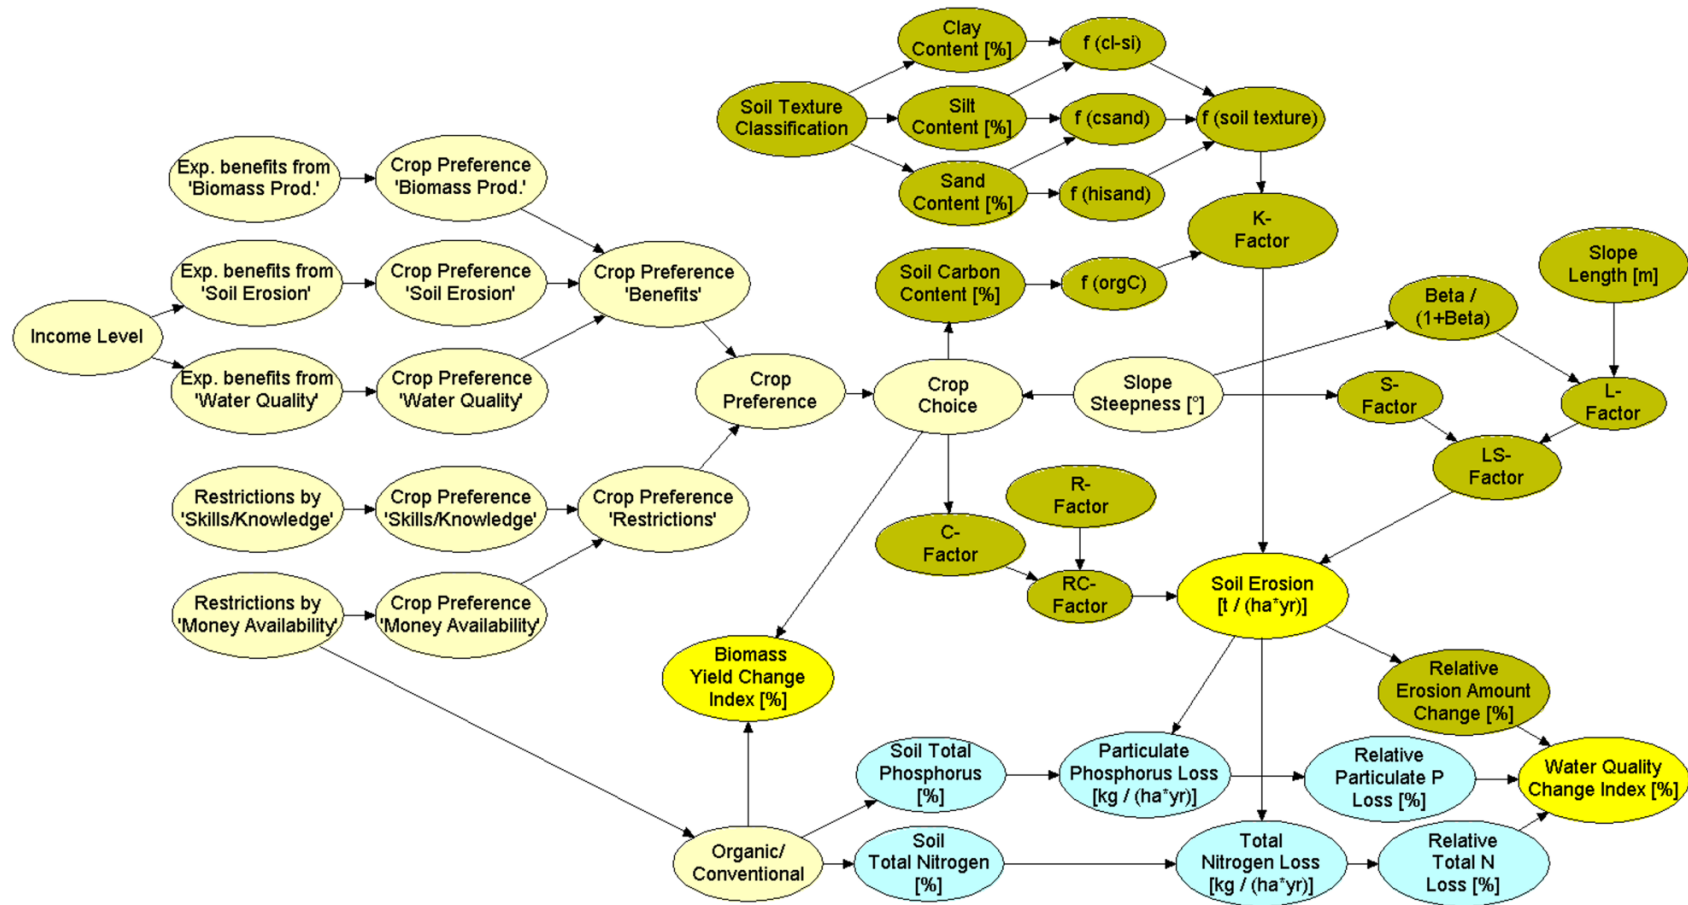 Clay
Content [%]
f (cl-si)
Soil Texture
Classification
Silt
Content [%]
f (csand)
f (soil texture)
Exp. benefits from
'Biomass Prod.'
Crop Preference
'Biomass Prod.'
Sand
Content [%]
f (hisand)
K-
Factor
Slope
Length [m]
Exp. benefits from
'Soil Erosion'
Crop Preference
'Soil Erosion'
Crop Preference
'Benefits'
Soil Carbon
Content [%]
f (orgC)
Beta /
(1+Beta)
Income Level
Exp. benefits from
'Water Quality'
Crop Preference
'Water Quality'
Crop
Preference
Crop
Choice
Slope
Steepness [°]
S-
Factor
L-
Factor
LS-
Factor
Restrictions by
'Skills/Knowledge'
Crop Preference
'Skills/Knowledge'
Crop Preference
'Restrictions'
R-
Factor
C-
Factor
RC-
Factor
Soil Erosion
[t / (ha*yr)]
Restrictions by
'Money Availability'
Crop Preference
'Money Availability'
Biomass
Yield Change
Index [%]
Relative
Erosion Amount
Change [%]
Soil Total
Phosphorus
[%]
Particulate
Phosphorus Loss
[kg / (ha*yr)]
Relative
Particulate P
Loss [%]
Water Quality
Change Index [%]
Organic/
Conventional
Soil
Total Nitrogen
[%]
Total
Nitrogen Loss
[kg / (ha*yr)]
Relative
Total N
Loss [%]